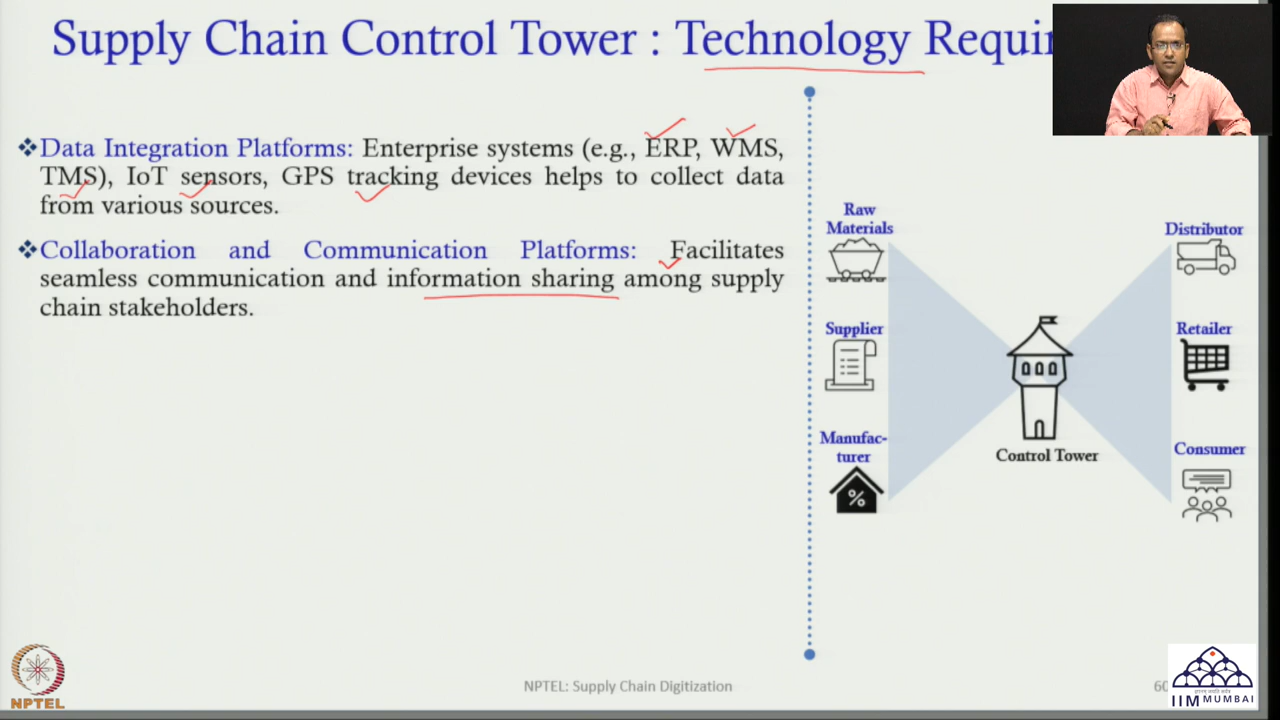 Supply Chain Control Tower : Technology Requir
❖Data Integration Platforms: Enterprise systems (e.g., ERP, WMS,
TMS), IoT sensors, GPS tracking devices helps to collect data
from various sources.
❖Collaboration and Communication Platforms: Facilitates
seamless communication and information sharing among supply
chain stakeholders.
Raw
Materials
Supplier
Manufac-
turer
%
Control Tower
Distributor
Retailer
Consumer
NPTEL
NPTEL: Supply Chain Digitization
60
IIM MUMBAI